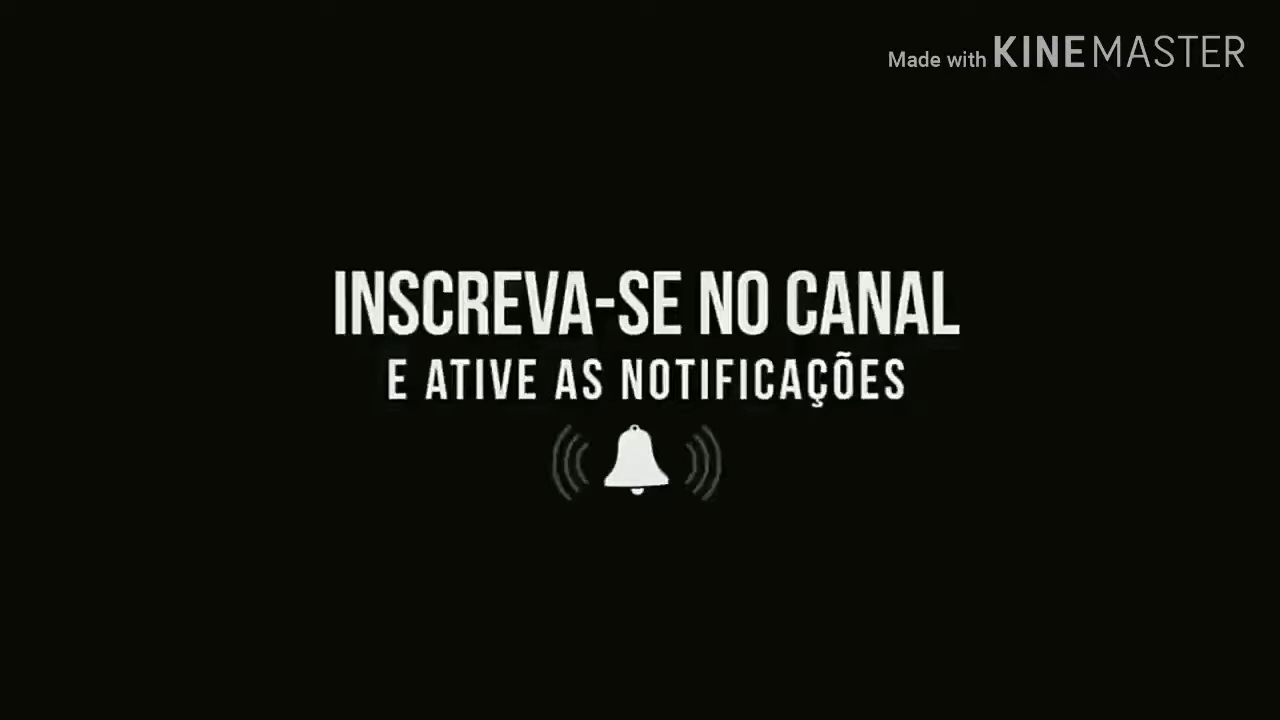 Made with KINEMASTER
INSCREVA-SE NO CANAL
E ATIVE AS NOTIFICAÇÕES